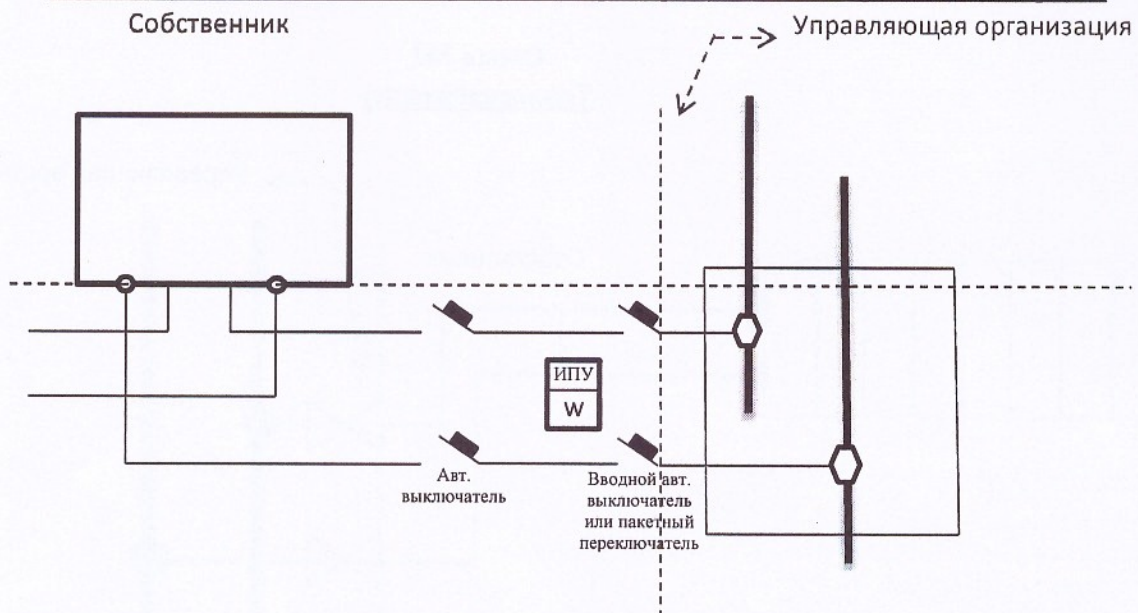 Собственник
Управляющая организация
ИПУ
W
Авт.
выключатель
Вводной авт.
выключатель
или пакетный
переключатель